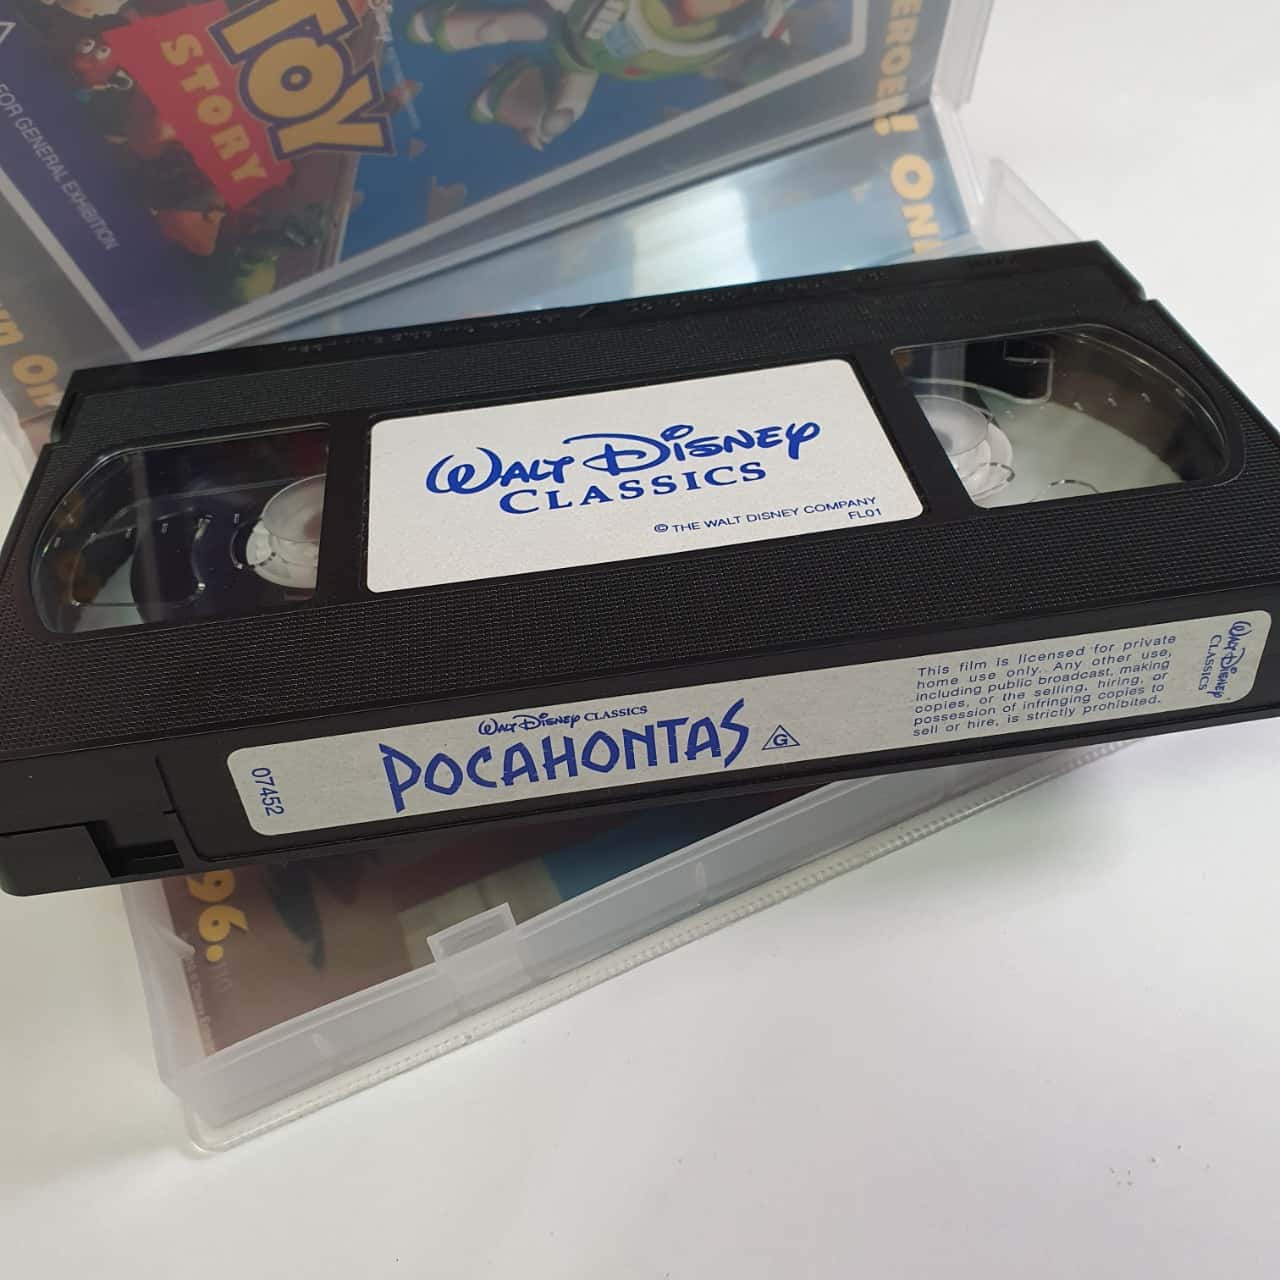 TOY
STORY
FOR GENERAL EXHIBITION
WALT DISNEY
CLASSICS
© THE WALT DISNEY COMPANY
FL01
07452
WALT DISNEY CLASSICS
POCAHONTAS
G
This film is licensed for private
home use only. Any other use,
including public broadcast, making
copies, or the selling, hiring, or
possession of infringing copies to
sell or hire, is strictly prohibited.
WALT DISNEY
CLASSICS
96.